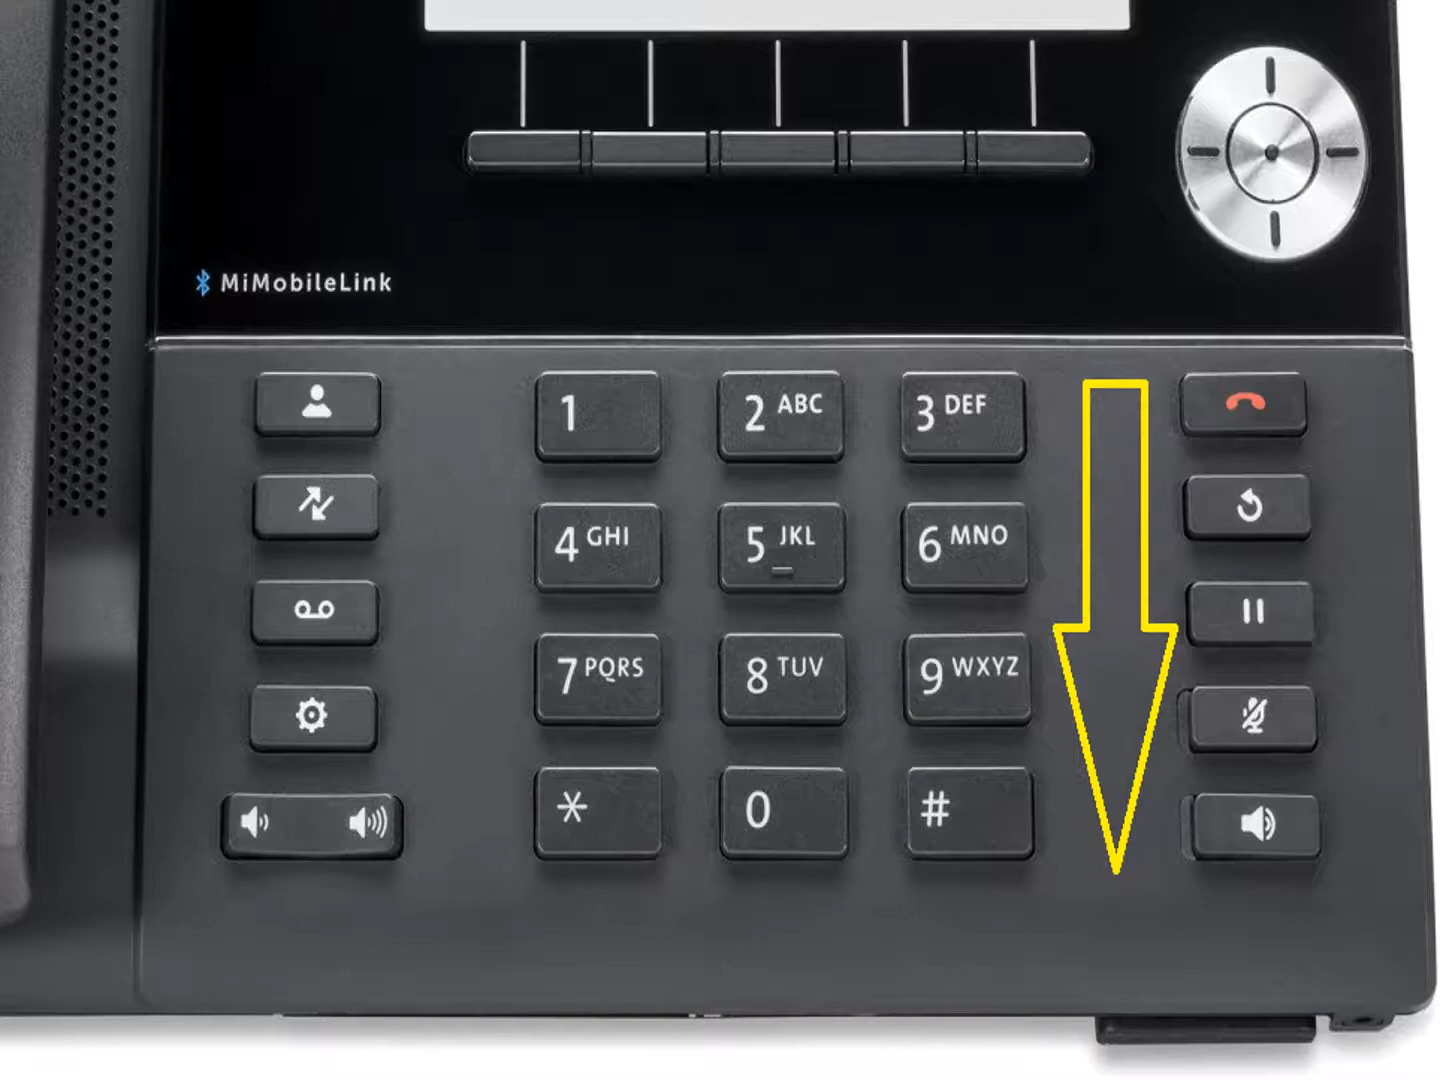 MiMobileLink
1
2 ABC
3 DEF
4 GHI
5 JKL
6 MNO
7 PQRS
8 TUV
9 WXYZ
*
0
#